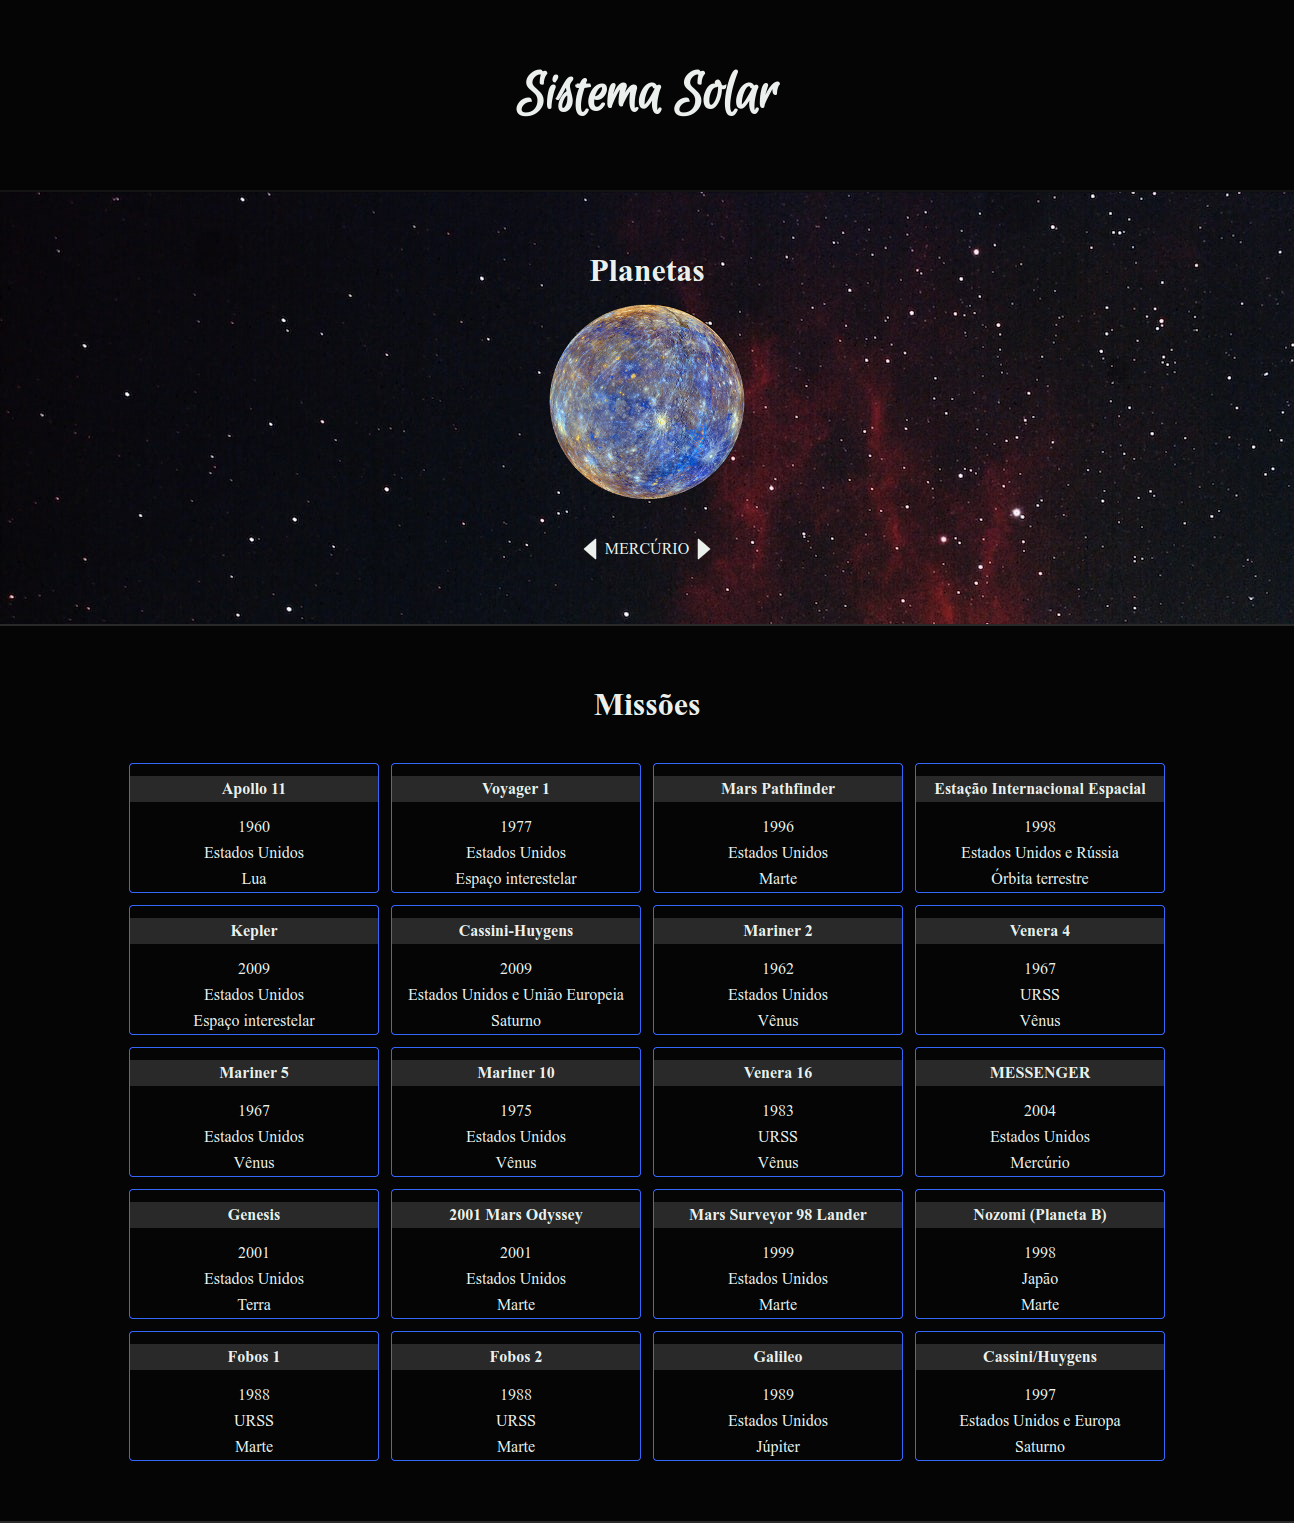 Sistema Solar
Planetas
MERCÚRIO
Missões
Apollo 11
1960
Estados Unidos
Lua
Voyager 1
1977
Estados Unidos
Espaço interestelar
Mars Pathfinder
1996
Estados Unidos
Marte
Estação Internacional Espacial
1998
Estados Unidos e Rússia
Órbita terrestre
Kepler
2009
Estados Unidos
Espaço interestelar
Cassini-Huygens
2009
Estados Unidos e União Europeia
Saturno
Mariner 2
1962
Estados Unidos
Vênus
Venera 4
1967
URSS
Vênus
Mariner 5
1967
Estados Unidos
Vênus
Mariner 10
1975
Estados Unidos
Vênus
Venera 16
1983
URSS
Vênus
MESSENGER
2004
Estados Unidos
Mercúrio
Genesis
2001
Estados Unidos
Terra
2001 Mars Odyssey
2001
Estados Unidos
Marte
Mars Surveyor 98 Lander
1999
Estados Unidos
Marte
Nozomi (Planeta B)
1998
Japão
Marte
Fobos 1
1988
URSS
Marte
Fobos 2
1988
URSS
Marte
Galileo
1989
Estados Unidos
Júpiter
Cassini/Huygens
1997
Estados Unidos e Europa
Saturno